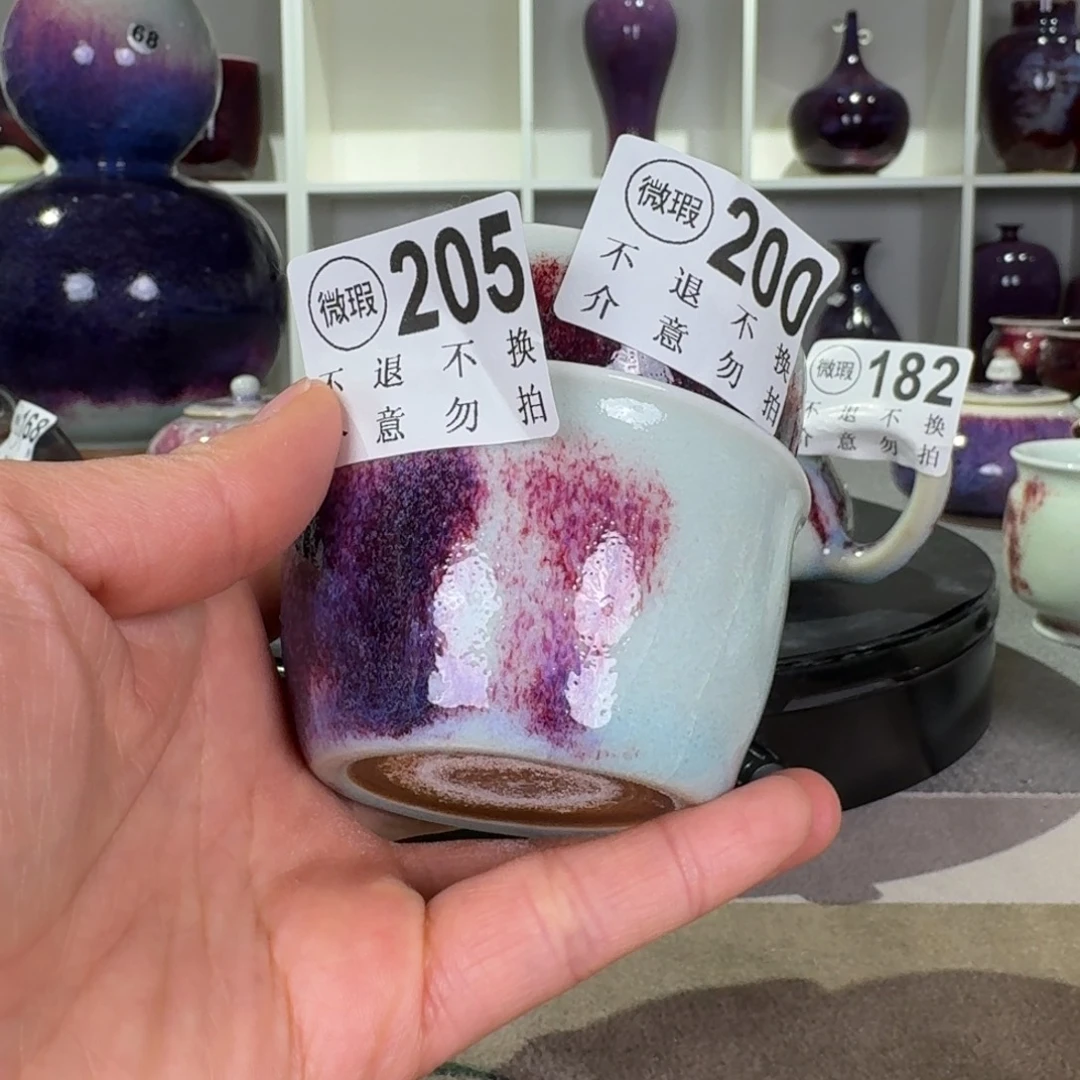 68
微瑕 205
不 退 不 换
意 勿 拍
微瑕 200
不 退 不 换
介 意 勿 拍
微瑕 182
不 退 不 换
介 意 勿 拍
168